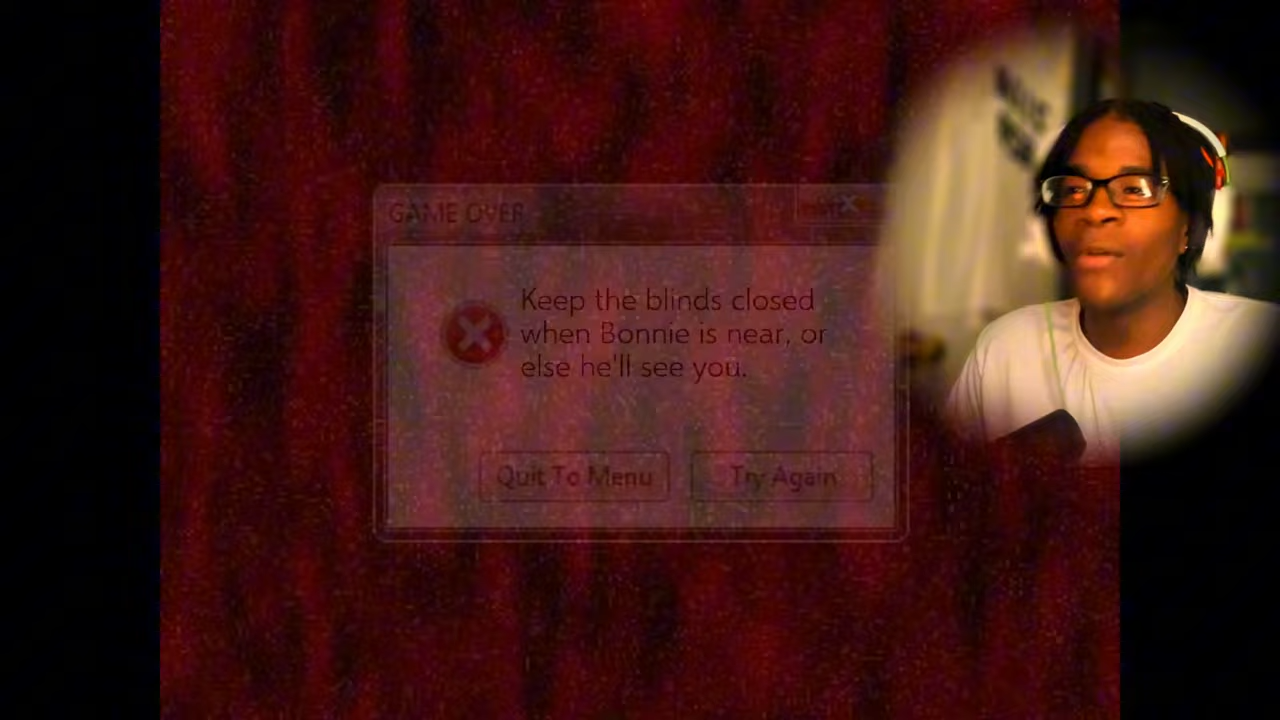 GAME OVER
Keep the blinds closed
when Bonnie is near, or
else he'll see you.
Quit To Menu
Try Again